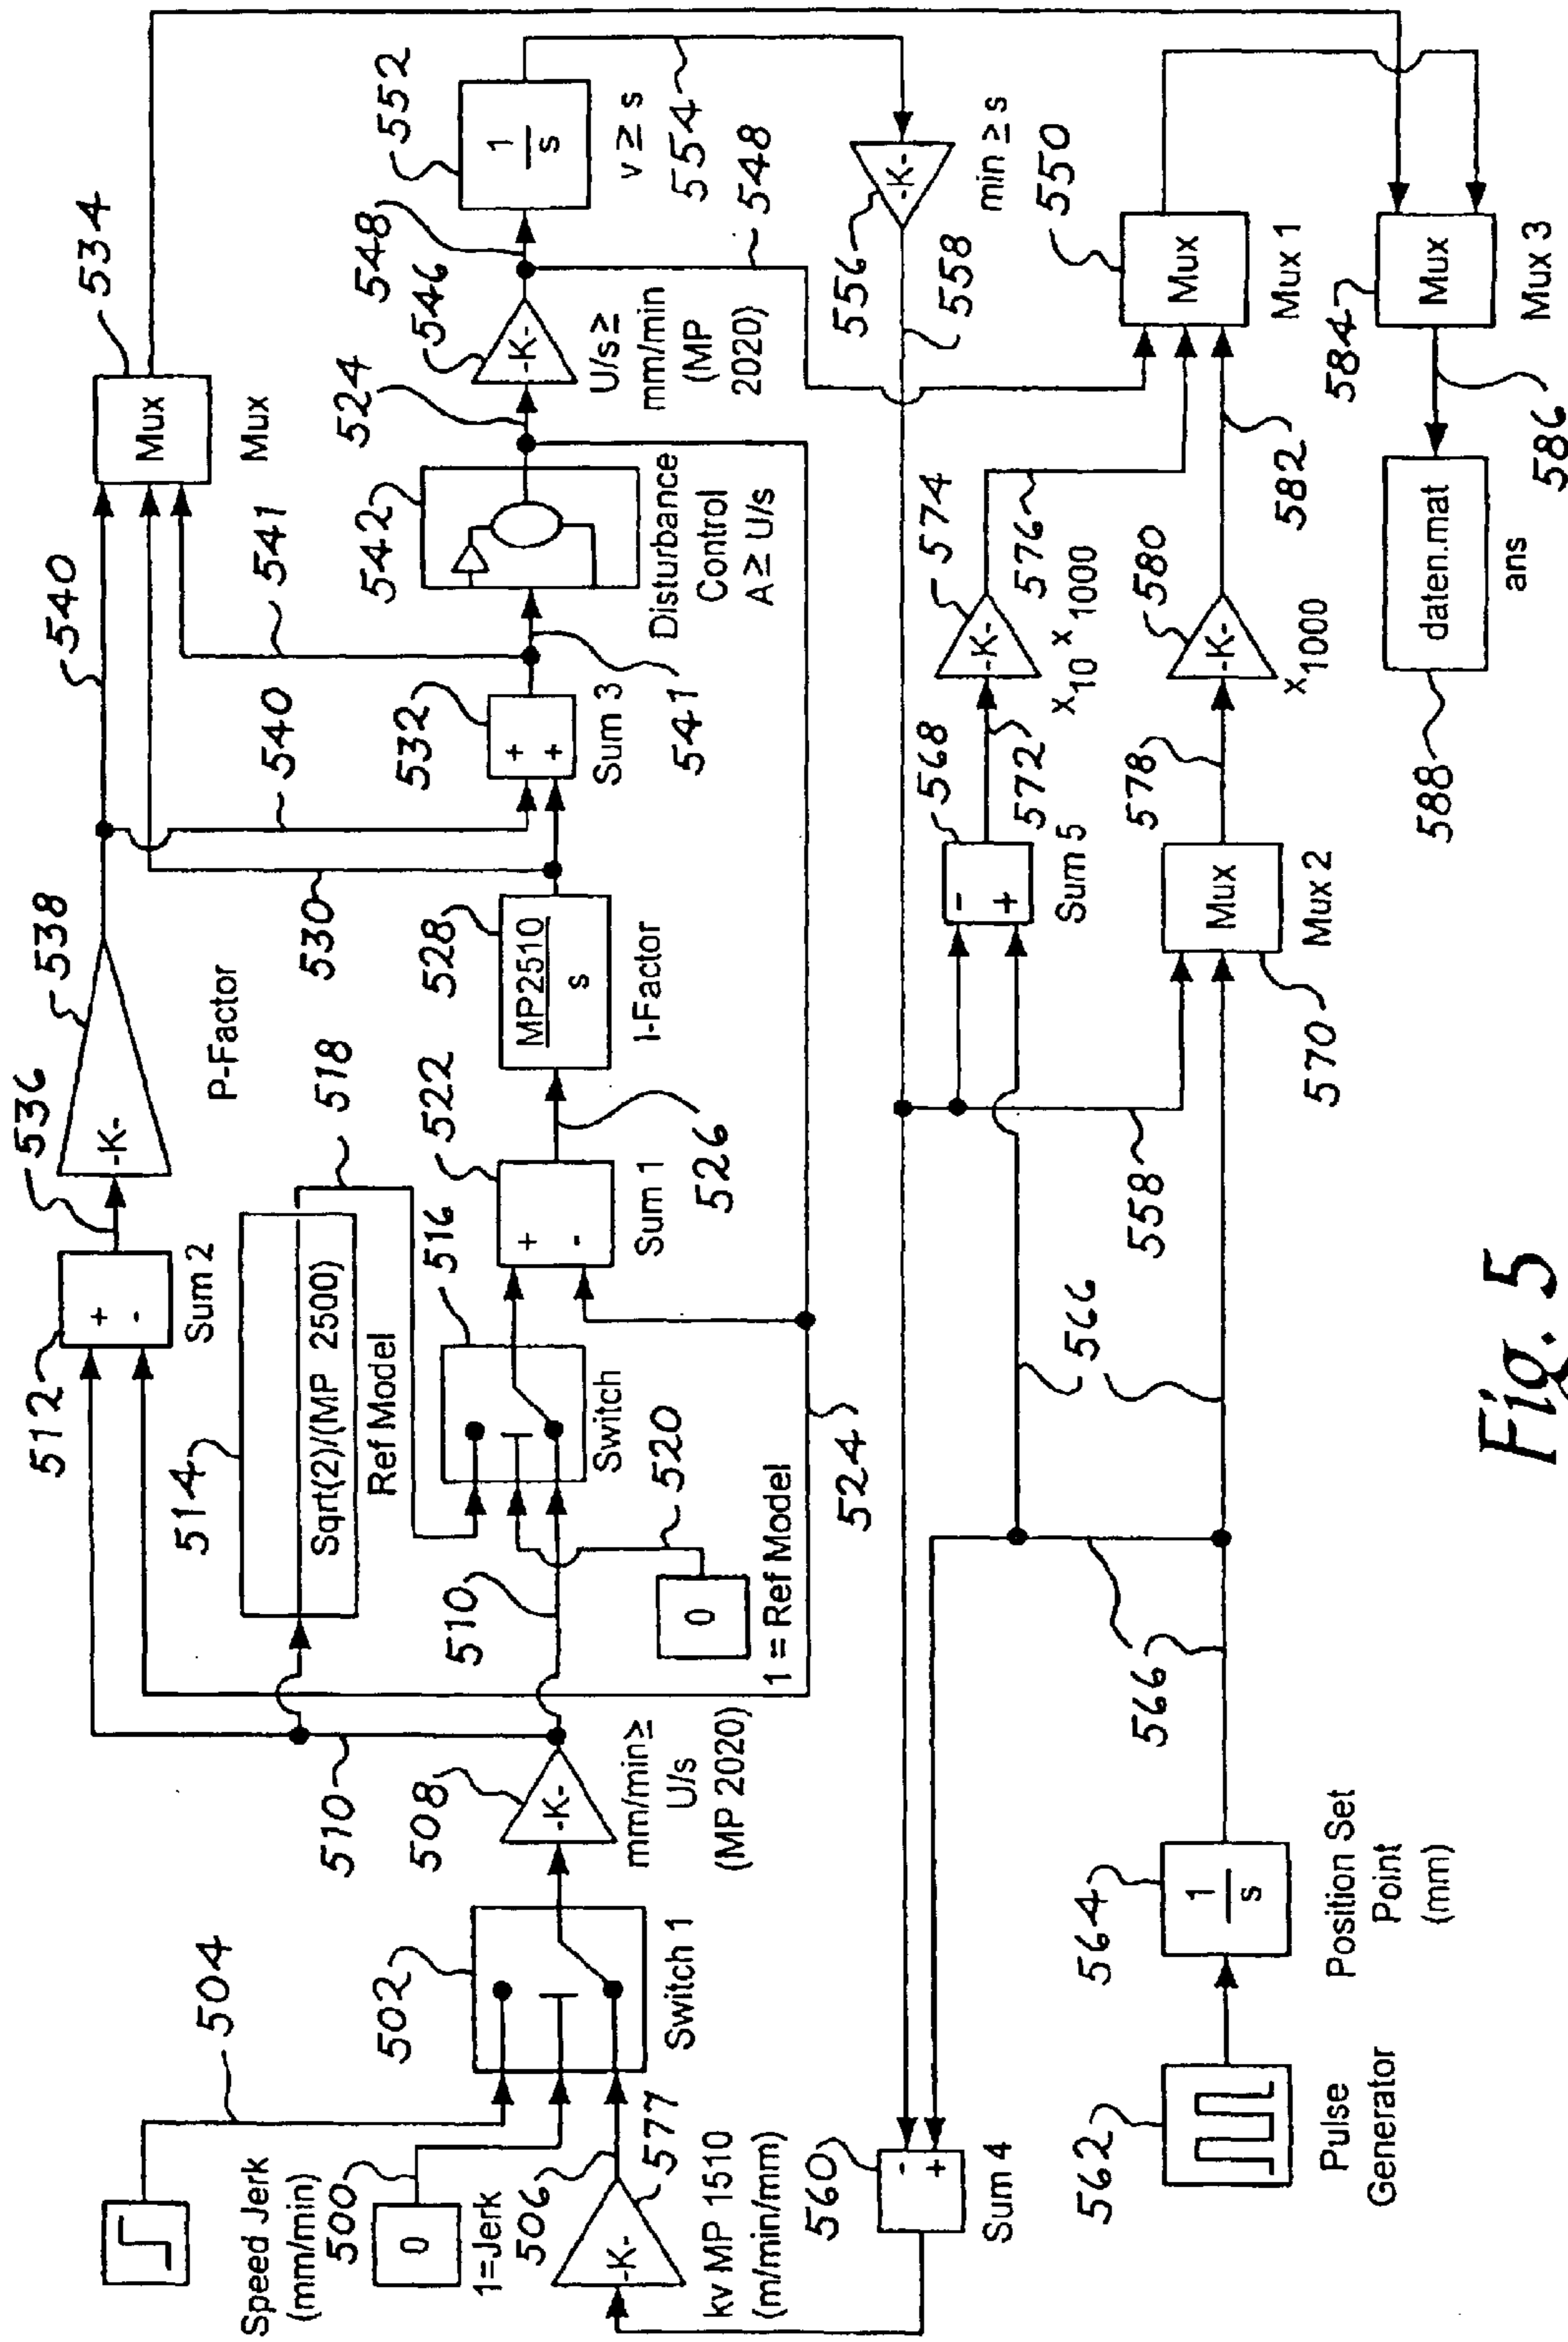 534
Mux
Mux
540
540
541
538
P-Factor
536
-K-
512
+
-
Sum 2
514
Sqrt(2)/(MP 2500)
Ref Model
518
516
Switch
520
0
1 = Ref Model
510
510
508
-K-
mm/min≥
U/s
(MP 2020)
502
Switch 1
504
Speed Jerk
(mm/min)
500
0
1=Jerk
506
577
-K-
kv MP 1510
(m/min/mm)
522
+
-
Sum 1
526
528
MP2510
s
I-Factor
530
532
+
+
Sum 3
541
542
Disturbance
Control
A ≥ U/s
524
524
546
-K-
U/s≥
mm/min
(MP
2020)
548
548
552
1
s
v ≥ s
554
556
-K-
min ≥ s
558
558
550
Mux
Mux 1
574
-K-
x10 x 1000
576
568
-
+
Sum 5
572
580
-K-
x1000
582
578
Mux
Mux 2
570
566
566
560
-
+
Sum 4
562
Pulse
Generator
564
1
s
Position Set
Point
(mm)
584
Mux
Mux 3
586
daten.mat
ans
588
Fig. 5